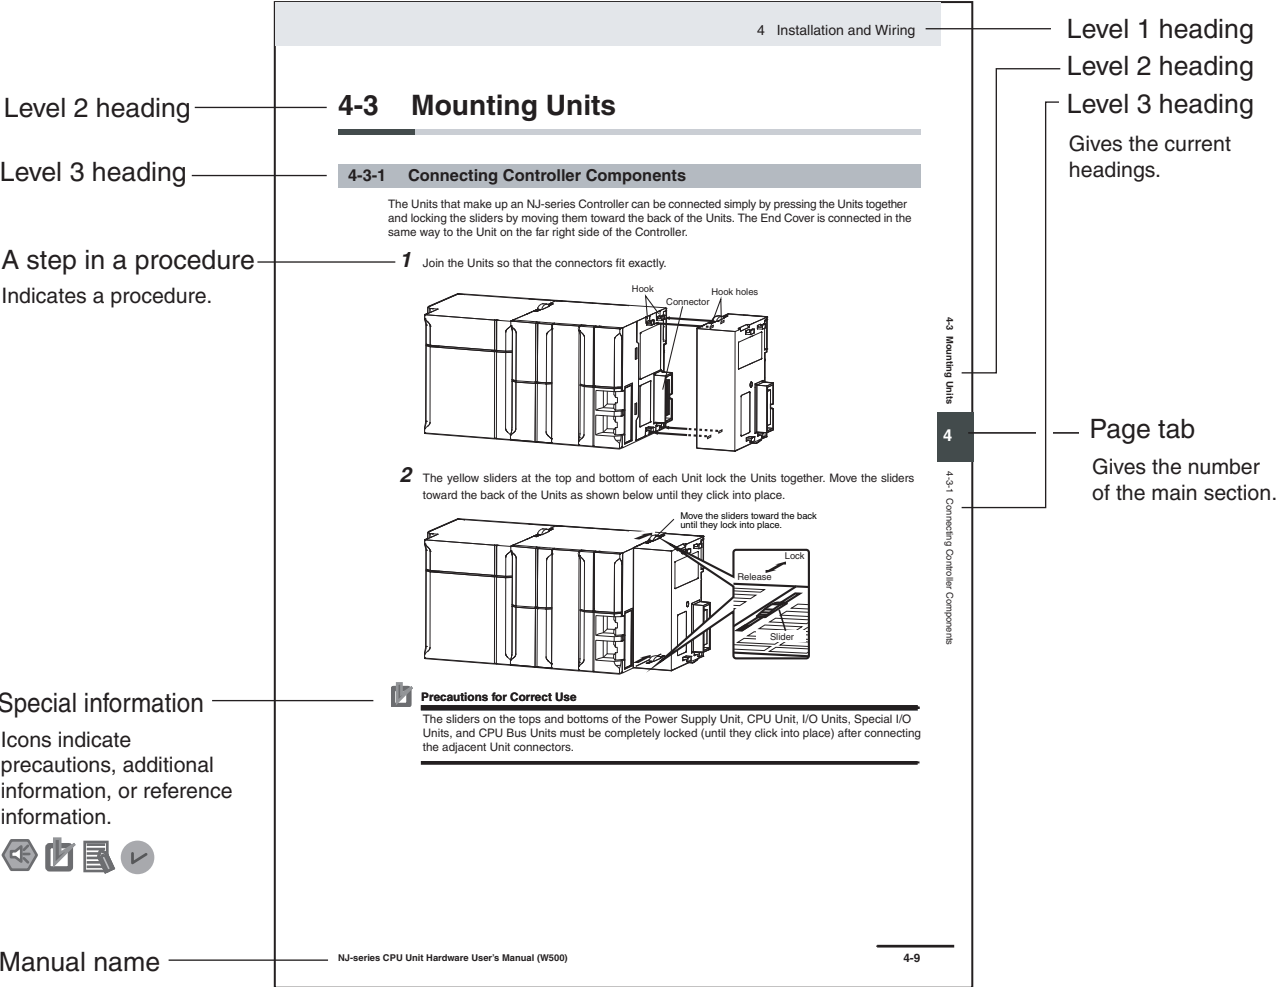 4 Installation and Wiring
Level 1 heading
Level 2 heading
Level 3 heading
Gives the current
headings.
Level 2 heading
4-3 Mounting Units
Level 3 heading
4-3-1 Connecting Controller Components
The Units that make up an NJ-series Controller can be connected simply by pressing the Units together
and locking the sliders by moving them toward the back of the Units. The End Cover is connected in the
same way to the Unit on the far right side of the Controller.
A step in a procedure
Indicates a procedure.
1 Join the Units so that the connectors fit exactly.
Hook
Connector
Hook holes
4-3 Mounting Units
4
4-3-1 Connecting Controller Components
Page tab
Gives the number
of the main section.
2 The yellow sliders at the top and bottom of each Unit lock the Units together. Move the sliders
toward the back of the Units as shown below until they click into place.
Move the sliders toward the back
until they lock into place.
Lock
Release
Slider
Special information
Icons indicate
precautions, additional
information, or reference
information.
Precautions for Correct Use
The sliders on the tops and bottoms of the Power Supply Unit, CPU Unit, I/O Units, Special I/O
Units, and CPU Bus Units must be completely locked (until they click into place) after connecting
the adjacent Unit connectors.
Manual name
NJ-series CPU Unit Hardware User's Manual (W500)
4-9